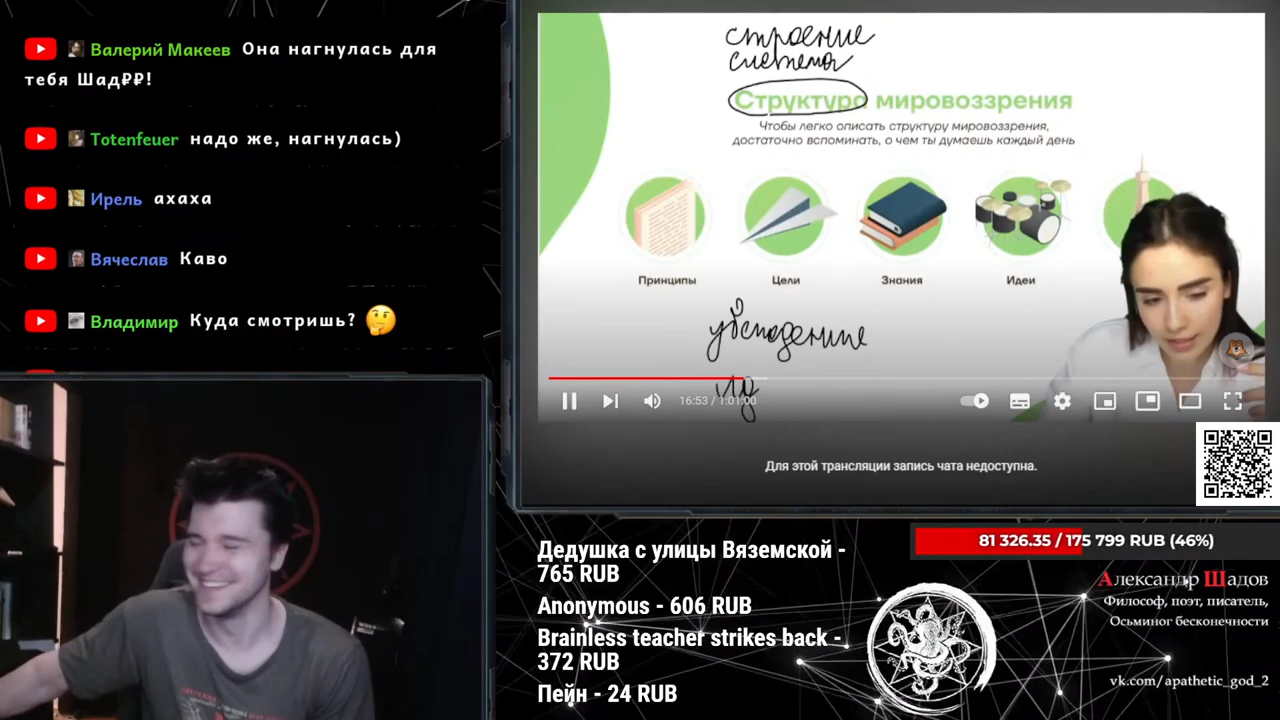 Валерий Макеев Она нагнулась для
тебя Шад₽₽!
Totenfeuer надо же, нагнулась)
Ирель ахаха
Вячеслав Каво
Владимир Куда смотришь? 🤔
строение
система
Структура мировоззрения
Чтобы легко описать структуру мировоззрения,
достаточно вспоминать, о чем ты думаешь каждый день
Принципы
Цели
Знания
Идеи
ид
16:53 / 1:01:00
Для этой трансляции запись чата недоступна.
81 326.35 / 175 799 RUB (46%)
Дедушка с улицы Вяземской -
765 RUB
Anonymous - 606 RUB
Brainless teacher strikes back -
372 RUB
Пейн - 24 RUB
Александр Шадов
Философ, поэт, писатель,
Осьминог бесконечности
vk.com/apathetic_god_2